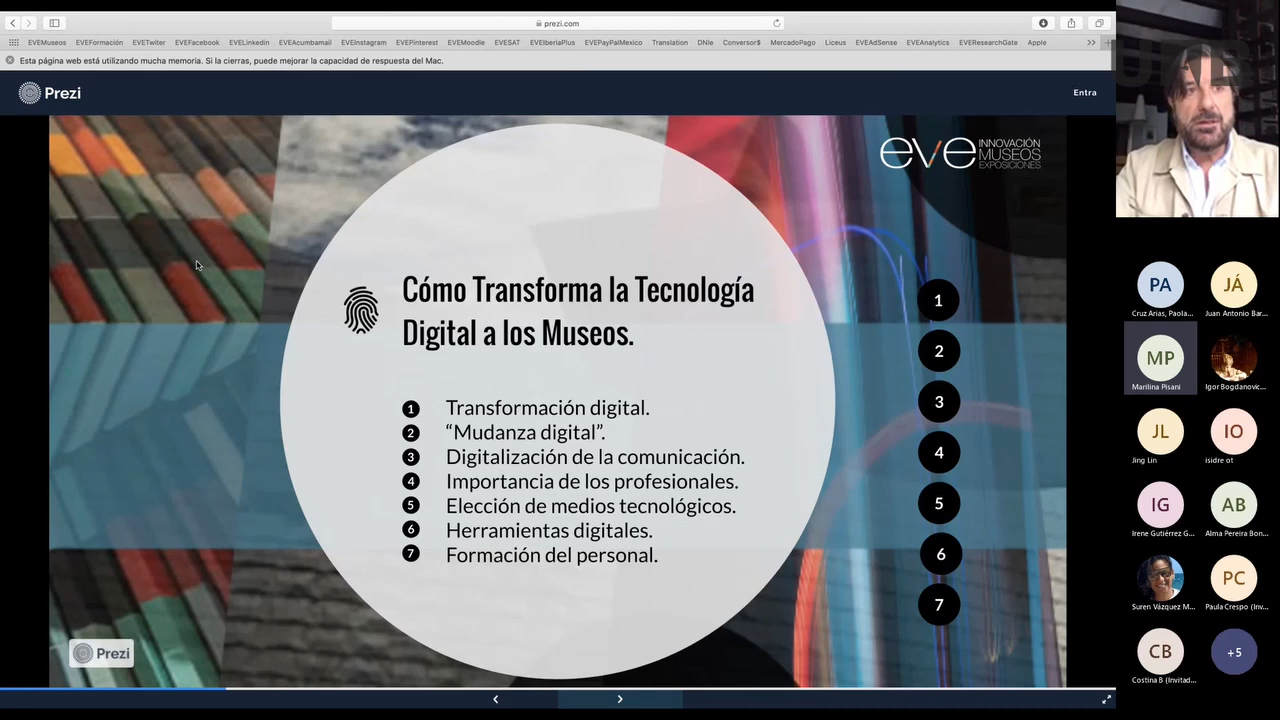 prezi.com
EVEMuseos EVEFormación EVETwiter EVEFacebook EVELinkedin EVEAcumbamail EVEInstagram EVEPinterest EVEMoodle EVESAT EVEIberiaPlus EVEPayPalMexico Translation DNIe Conversor$ MercadoPago Liceus EVEAdSense EVEAnalytics EVEResearchGate Apple
Esta página web está utilizando mucha memoria. Si la cierras, puede mejorar la capacidad de respuesta del Mac.
Prezi
Entra
eve INNOVACIÓN
MUSEOS
EXPOSICIONES
Cómo Transforma la Tecnología
Digital a los Museos.
1 Transformación digital.
2 “Mudanza digital”.
3 Digitalización de la comunicación.
4 Importancia de los profesionales.
5 Elección de medios tecnológicos.
6 Herramientas digitales.
7 Formación del personal.
1
2
3
4
5
6
7
Prezi
PA JÁ
Cruz Arias, Paola... Juan Antonio Bar...
MP
Marilina Pisani Igor Bogdanovic...
JL IO
Jing Lin isidre ot
IG AB
Irene Gutiérrez G... Alma Pereira Bon...
PC
Suren Vázquez M... Paula Crespo (Inv...
CB +5
Costina B (Invitad...